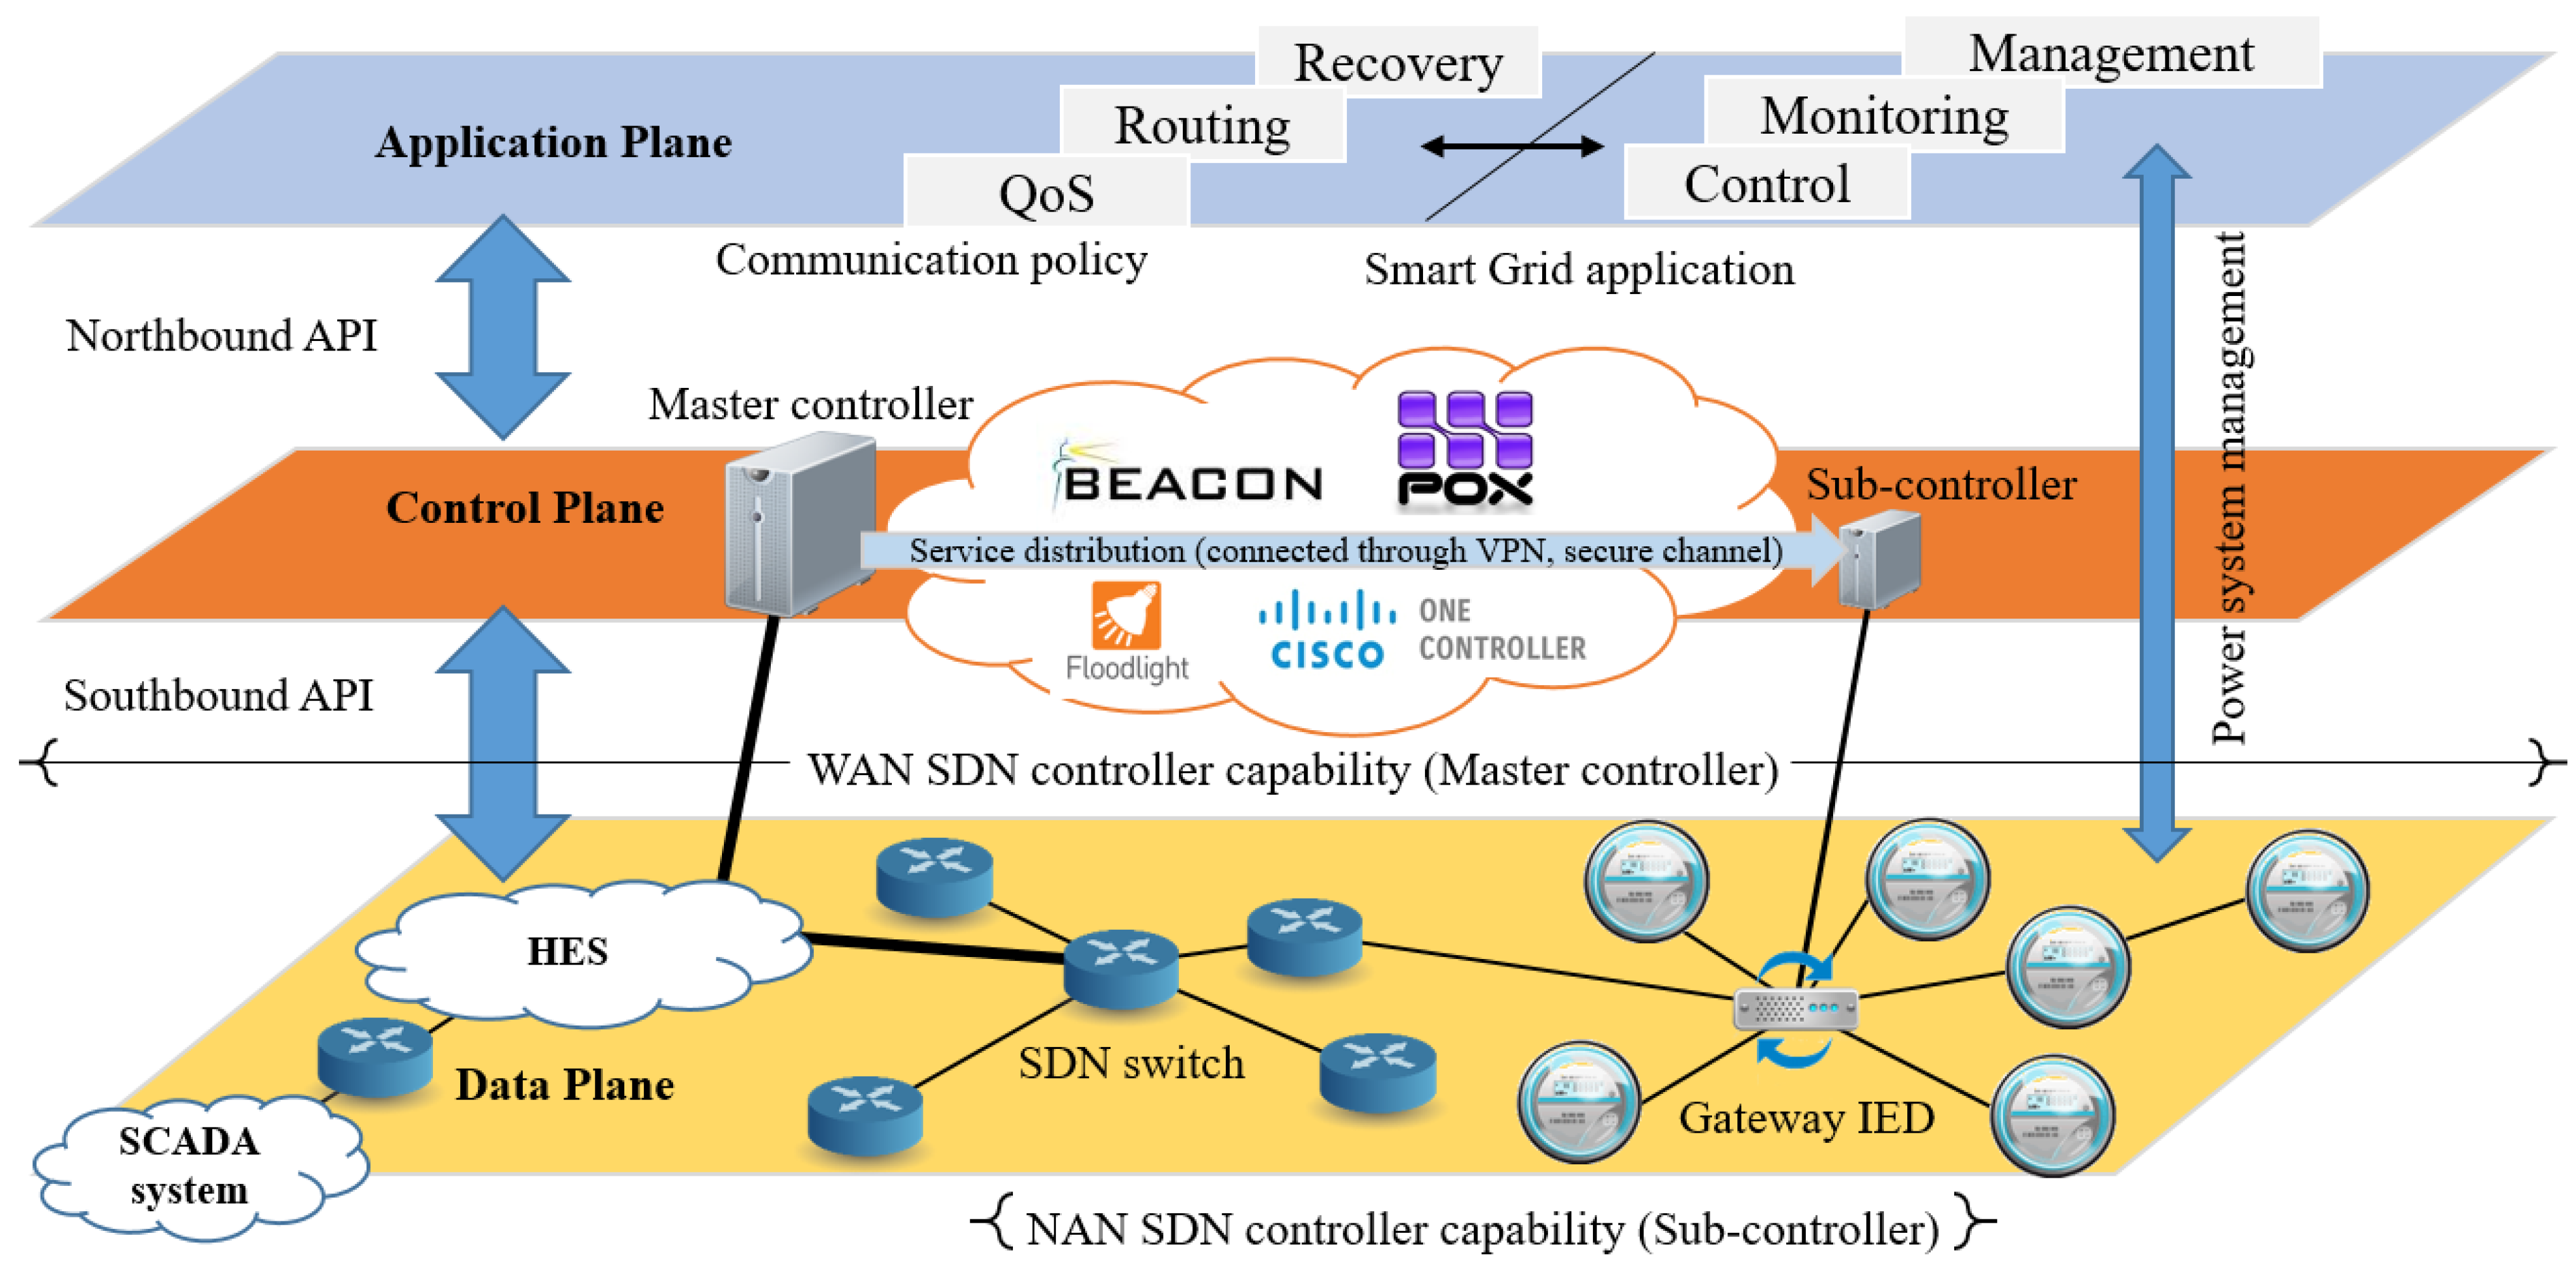 Recovery
Management
Routing
Monitoring
Application Plane
QoS
Control
Communication policy
Smart Grid application
Northbound API
Power system management
Master controller
BEACON
POX
Sub-controller
Control Plane
Service distribution (connected through VPN, secure channel)
Floodlight
CISCO
ONE
CONTROLLER
Southbound API
WAN SDN controller capability (Master controller)
HES
SDN switch
Data Plane
Gateway IED
SCADA
system
NAN SDN controller capability (Sub-controller)